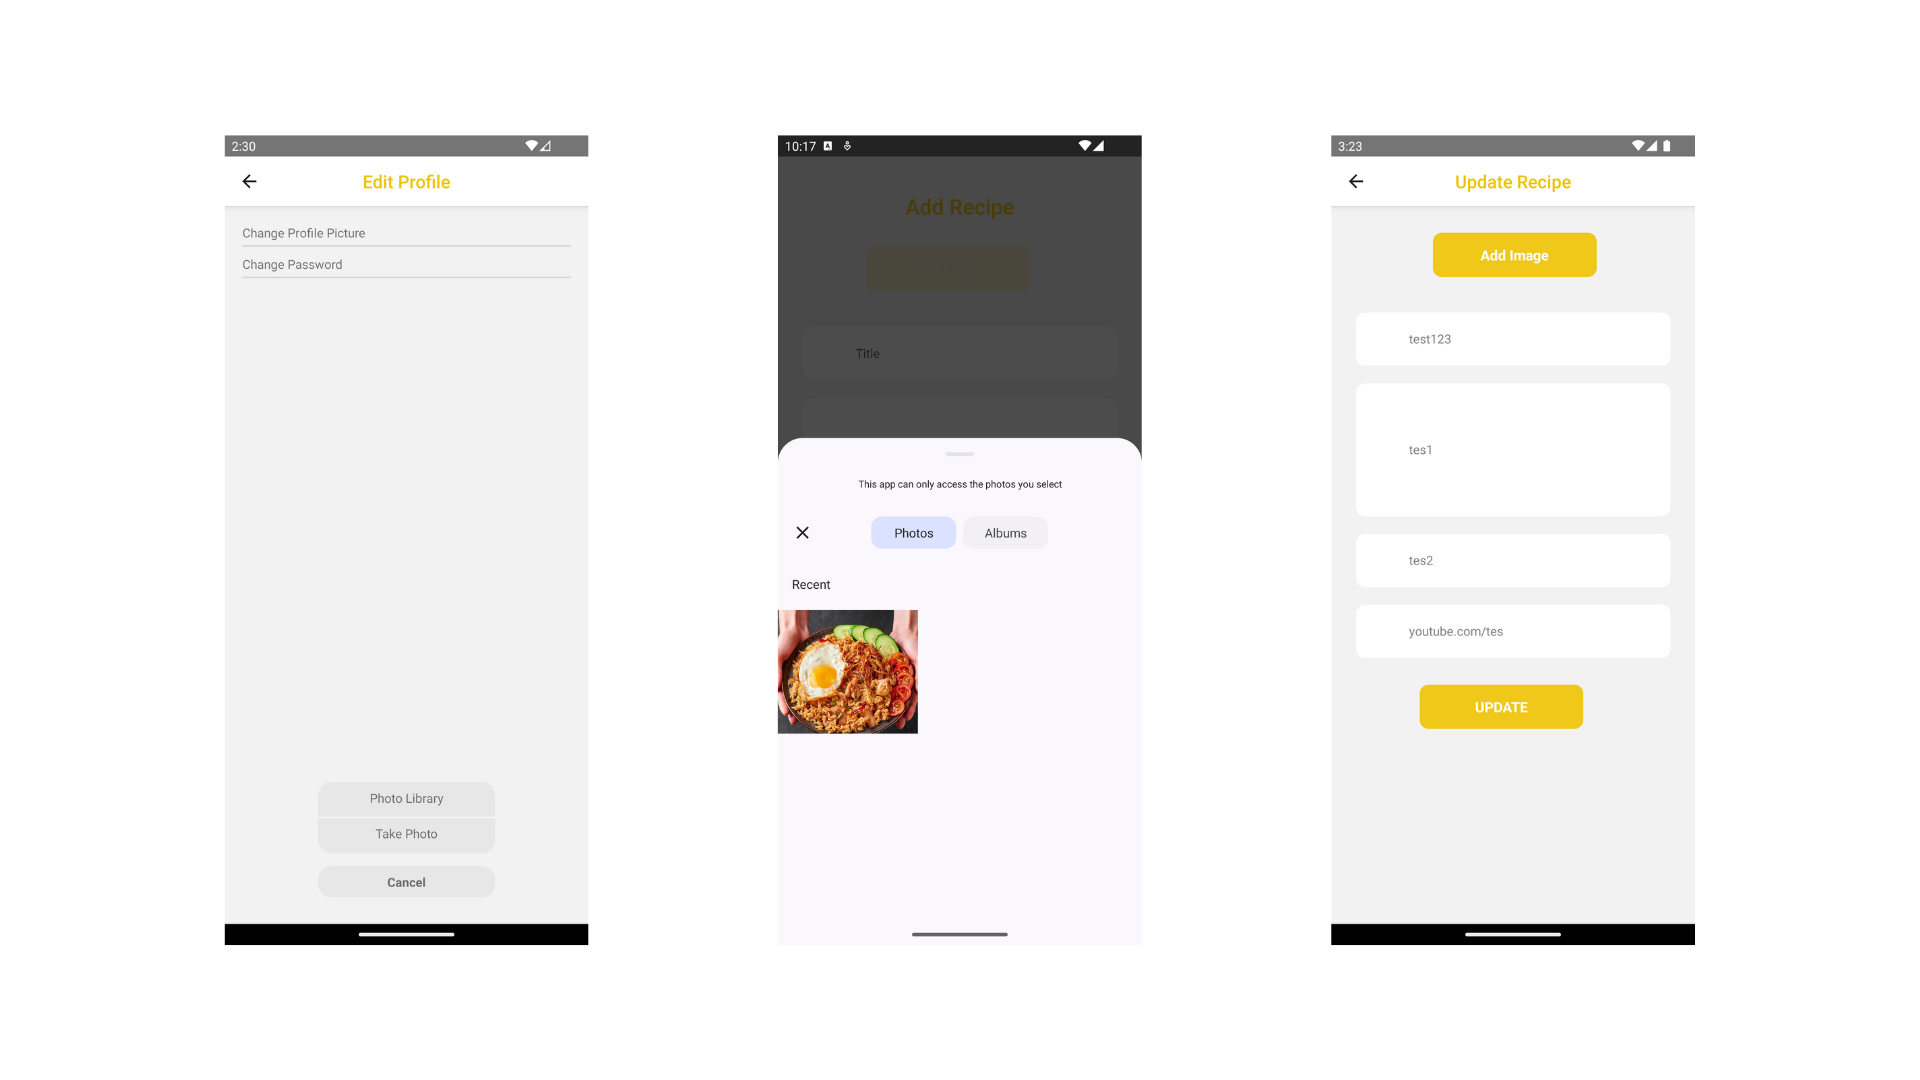 2:30
Edit Profile
Change Profile Picture
Change Password
Photo Library
Take Photo
Cancel
10:17 A
Add Recipe
Title
This app can only access the photos you select
Photos
Albums
Recent
3:23
Update Recipe
Add Image
test123
tes1
tes2
youtube.com/tes
UPDATE